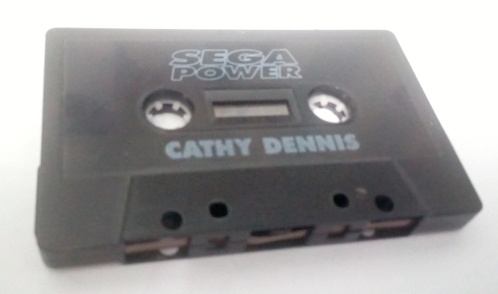 SEGA
POWER
CATHY DENNIS